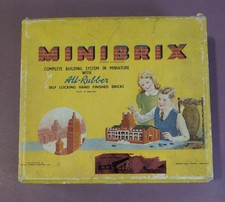 MINIBRIX
COMPLETE BUILDING SYSTEM IN MINIATURE
WITH
All-Rubber
SELF LOCKING HAND FINISHED BRICKS